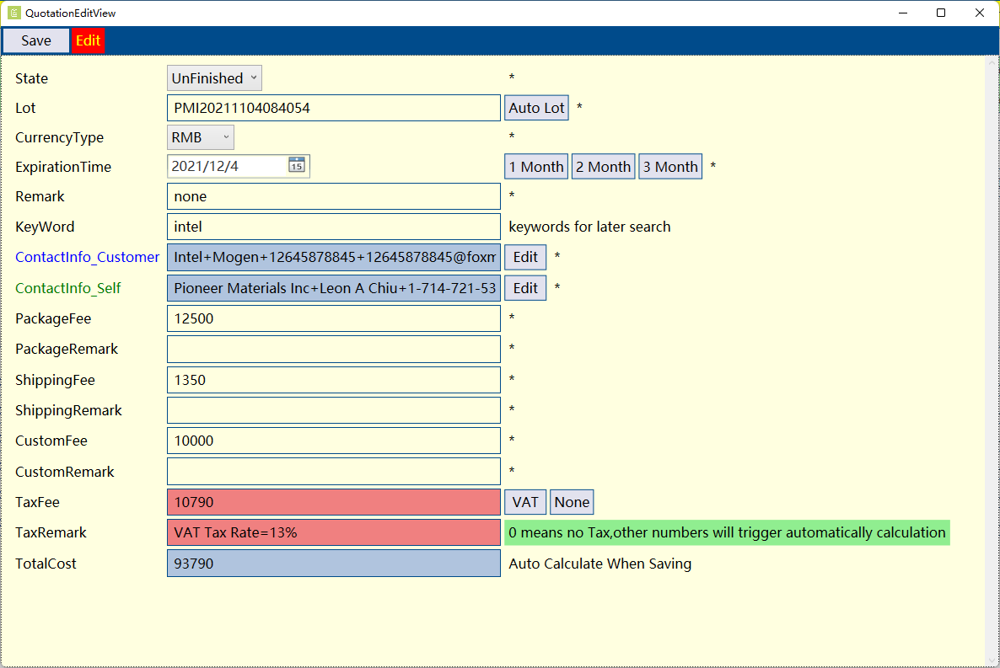 QuotationEditView
Save Edit
State UnFinished *
Lot PMI20211104084054 Auto Lot *
CurrencyType RMB *
ExpirationTime 2021/12/4 15 1 Month 2 Month 3 Month *
Remark none *
KeyWord intel keywords for later search
ContactInfo_Customer Intel+Mogen+12645878845+12645878845@foxm Edit *
ContactInfo_Self Pioneer Materials Inc+Leon A Chiu+1-714-721-53 Edit *
PackageFee 12500 *
PackageRemark *
ShippingFee 1350 *
ShippingRemark *
CustomFee 10000 *
CustomRemark *
TaxFee 10790 VAT None
TaxRemark VAT Tax Rate=13% 0 means no Tax,other numbers will trigger automatically calculation
TotalCost 93790 Auto Calculate When Saving